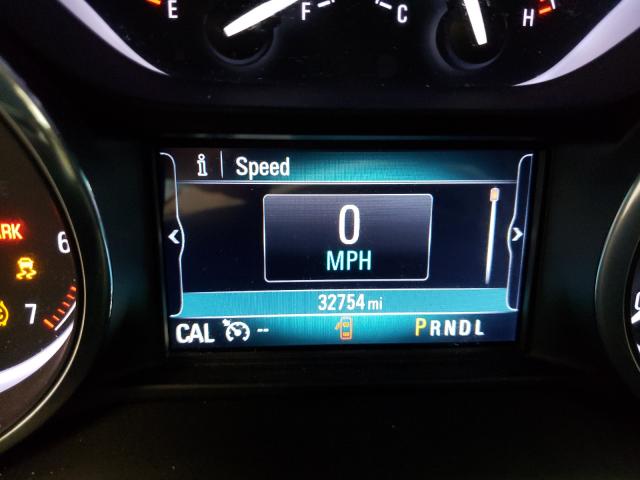 E F C H
i Speed
0
MPH
32754 mi
CAL -- PRNDL
6
7